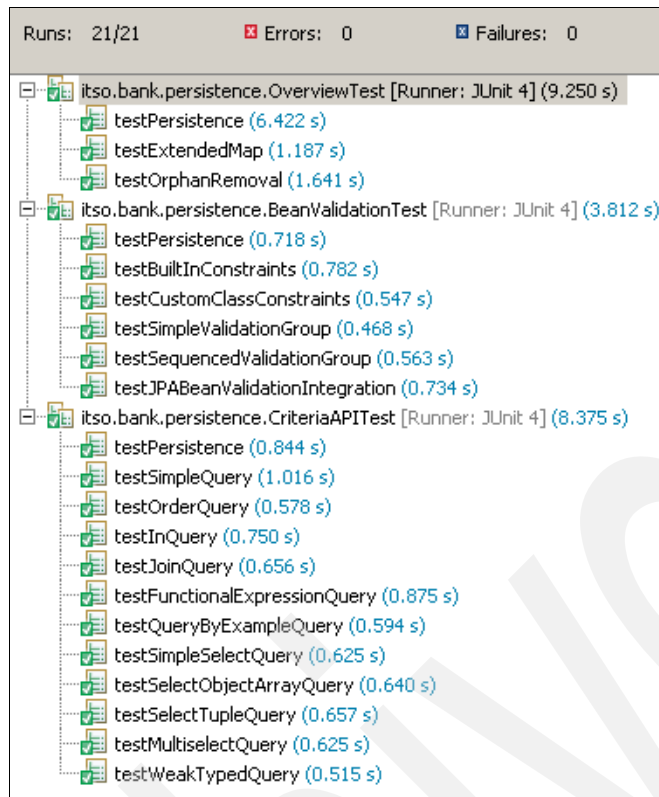 Runs: 21/21 Errors: 0 Failures: 0
itso.bank.persistence.OverviewTest [Runner: JUnit 4] (9.250 s)
testPersistence (6.422 s)
testExtendedMap (1.187 s)
testOrphanRemoval (1.641 s)
itso.bank.persistence.BeanValidationTest [Runner: JUnit 4] (3.812 s)
testPersistence (0.718 s)
testBuiltInConstraints (0.782 s)
testCustomClassConstraints (0.547 s)
testSimpleValidationGroup (0.468 s)
testSequencedValidationGroup (0.563 s)
testJPABeanValidationIntegration (0.734 s)
itso.bank.persistence.CriteriaAPITest [Runner: JUnit 4] (8.375 s)
testPersistence (0.844 s)
testSimpleQuery (1.016 s)
testOrderQuery (0.578 s)
testInQuery (0.750 s)
testJoinQuery (0.656 s)
testFunctionalExpressionQuery (0.875 s)
testQueryByExampleQuery (0.594 s)
testSimpleSelectQuery (0.625 s)
testSelectObjectArrayQuery (0.640 s)
testSelectTupleQuery (0.657 s)
testMultiselectQuery (0.625 s)
testWeakTypedQuery (0.515 s)